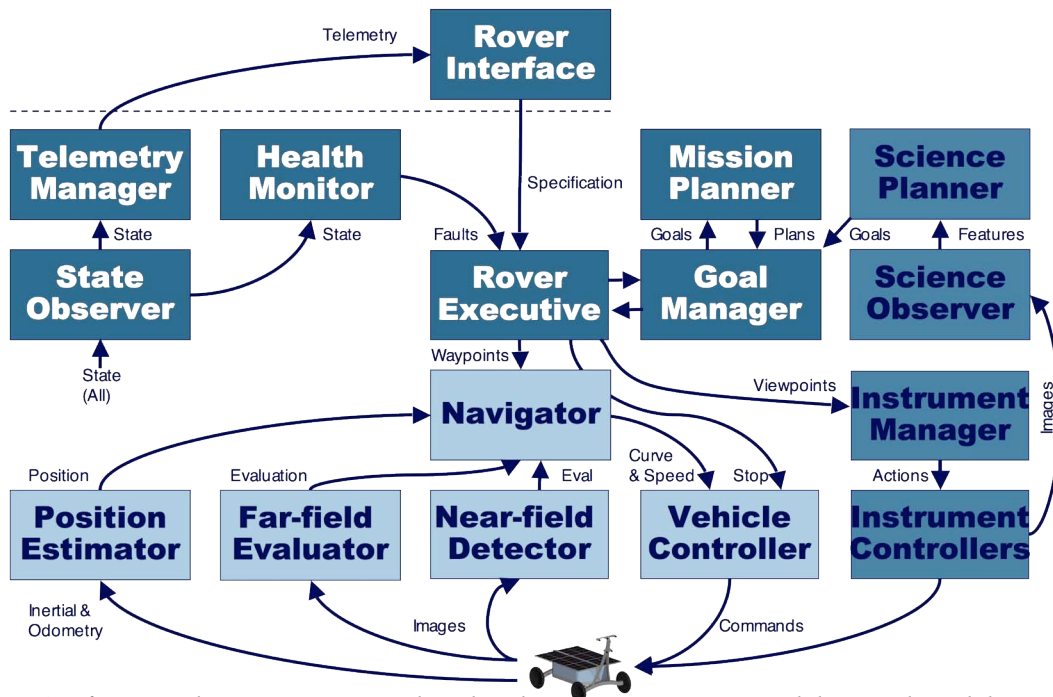 Telemetry
Rover
Interface
Telemetry
Manager
Health
Monitor
Specification
Mission
Planner
Science
Planner
State
State
Faults
Goals
Plans
Goals
Features
State
Observer
Rover
Executive
Goal
Manager
Science
Observer
State
(All)
Waypoints
Navigator
Viewpoints
Instrument
Manager
Images
Position
Evaluation
Eval
Curve
& Speed
Stop
Actions
Position
Estimator
Far-field
Evaluator
Near-field
Detector
Vehicle
Controller
Instrument
Controllers
Inertial &
Odometry
Images
Commands